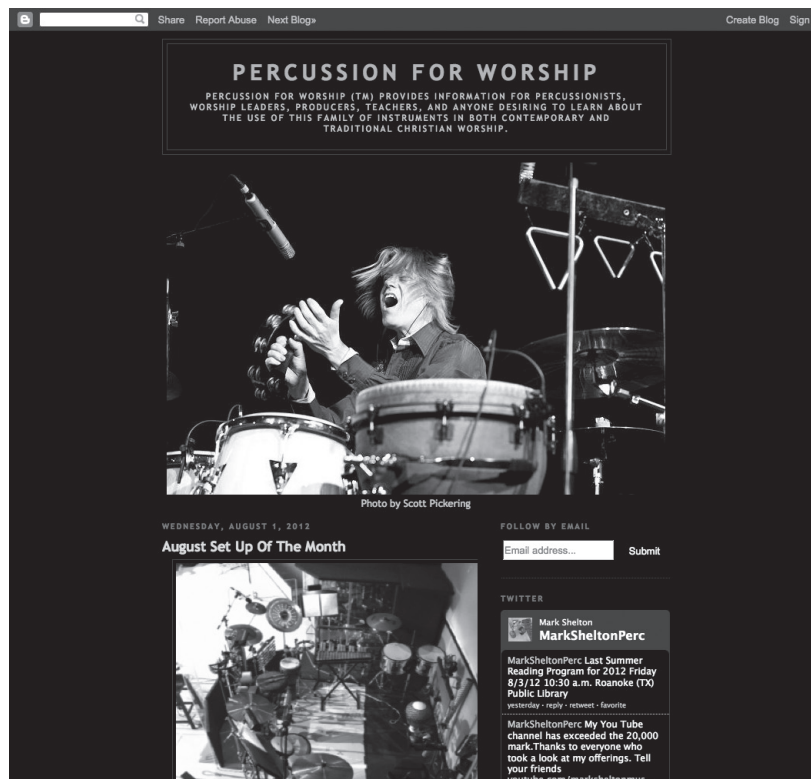 Share Report Abuse Next Blog»
Create Blog Sign
PERCUSSION FOR WORSHIP
PERCUSSION FOR WORSHIP (TM) PROVIDES INFORMATION FOR PERCUSSIONISTS,
WORSHIP LEADERS, PRODUCERS, TEACHERS, AND ANYONE DESIRING TO LEARN ABOUT
THE USE OF THIS FAMILY OF INSTRUMENTS IN BOTH CONTEMPORARY AND
TRADITIONAL CHRISTIAN WORSHIP.
Photo by Scott Pickering
WEDNESDAY, AUGUST 1, 2012
August Set Up Of The Month
FOLLOW BY EMAIL
Email address...
Submit
TWITTER
Mark Shelton
MarkSheltonPerc
MarkSheltonPerc Last Summer
Reading Program for 2012 Friday
8/3/12 10:30 a.m. Roanoke (TX)
Public Library
yesterday · reply · retweet · favorite
MarkSheltonPerc My You Tube
channel has exceeded the 20,000
mark.Thanks to everyone who
took a look at my offerings. Tell
your friends